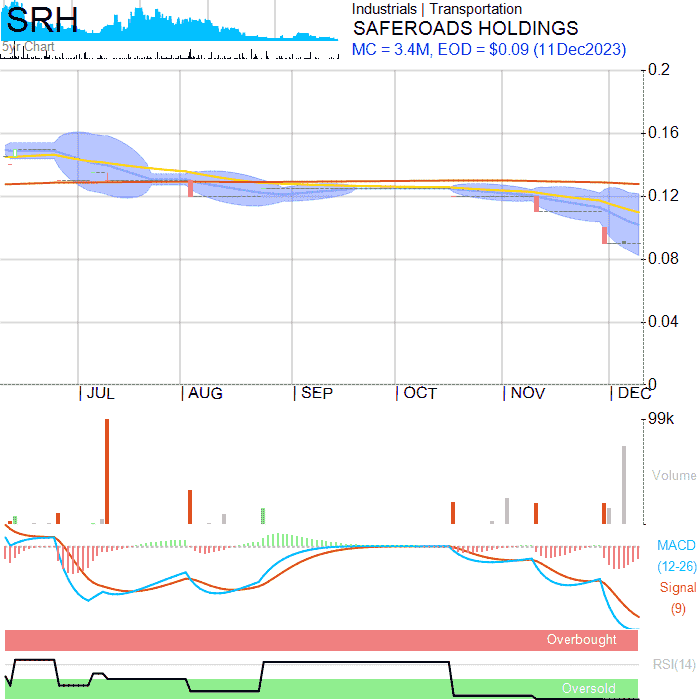 SRH
5yr Chart
Industrials | Transportation
SAFEROADS HOLDINGS
MC = 3.4M, EOD = $0.09 (11Dec2023)
0.2
0.16
0.12
0.08
0.04
0
JUL AUG SEP OCT NOV DEC
99k
Volume
MACD
(12-26)
Signal
(9)
Overbought
RSI(14)
Oversold